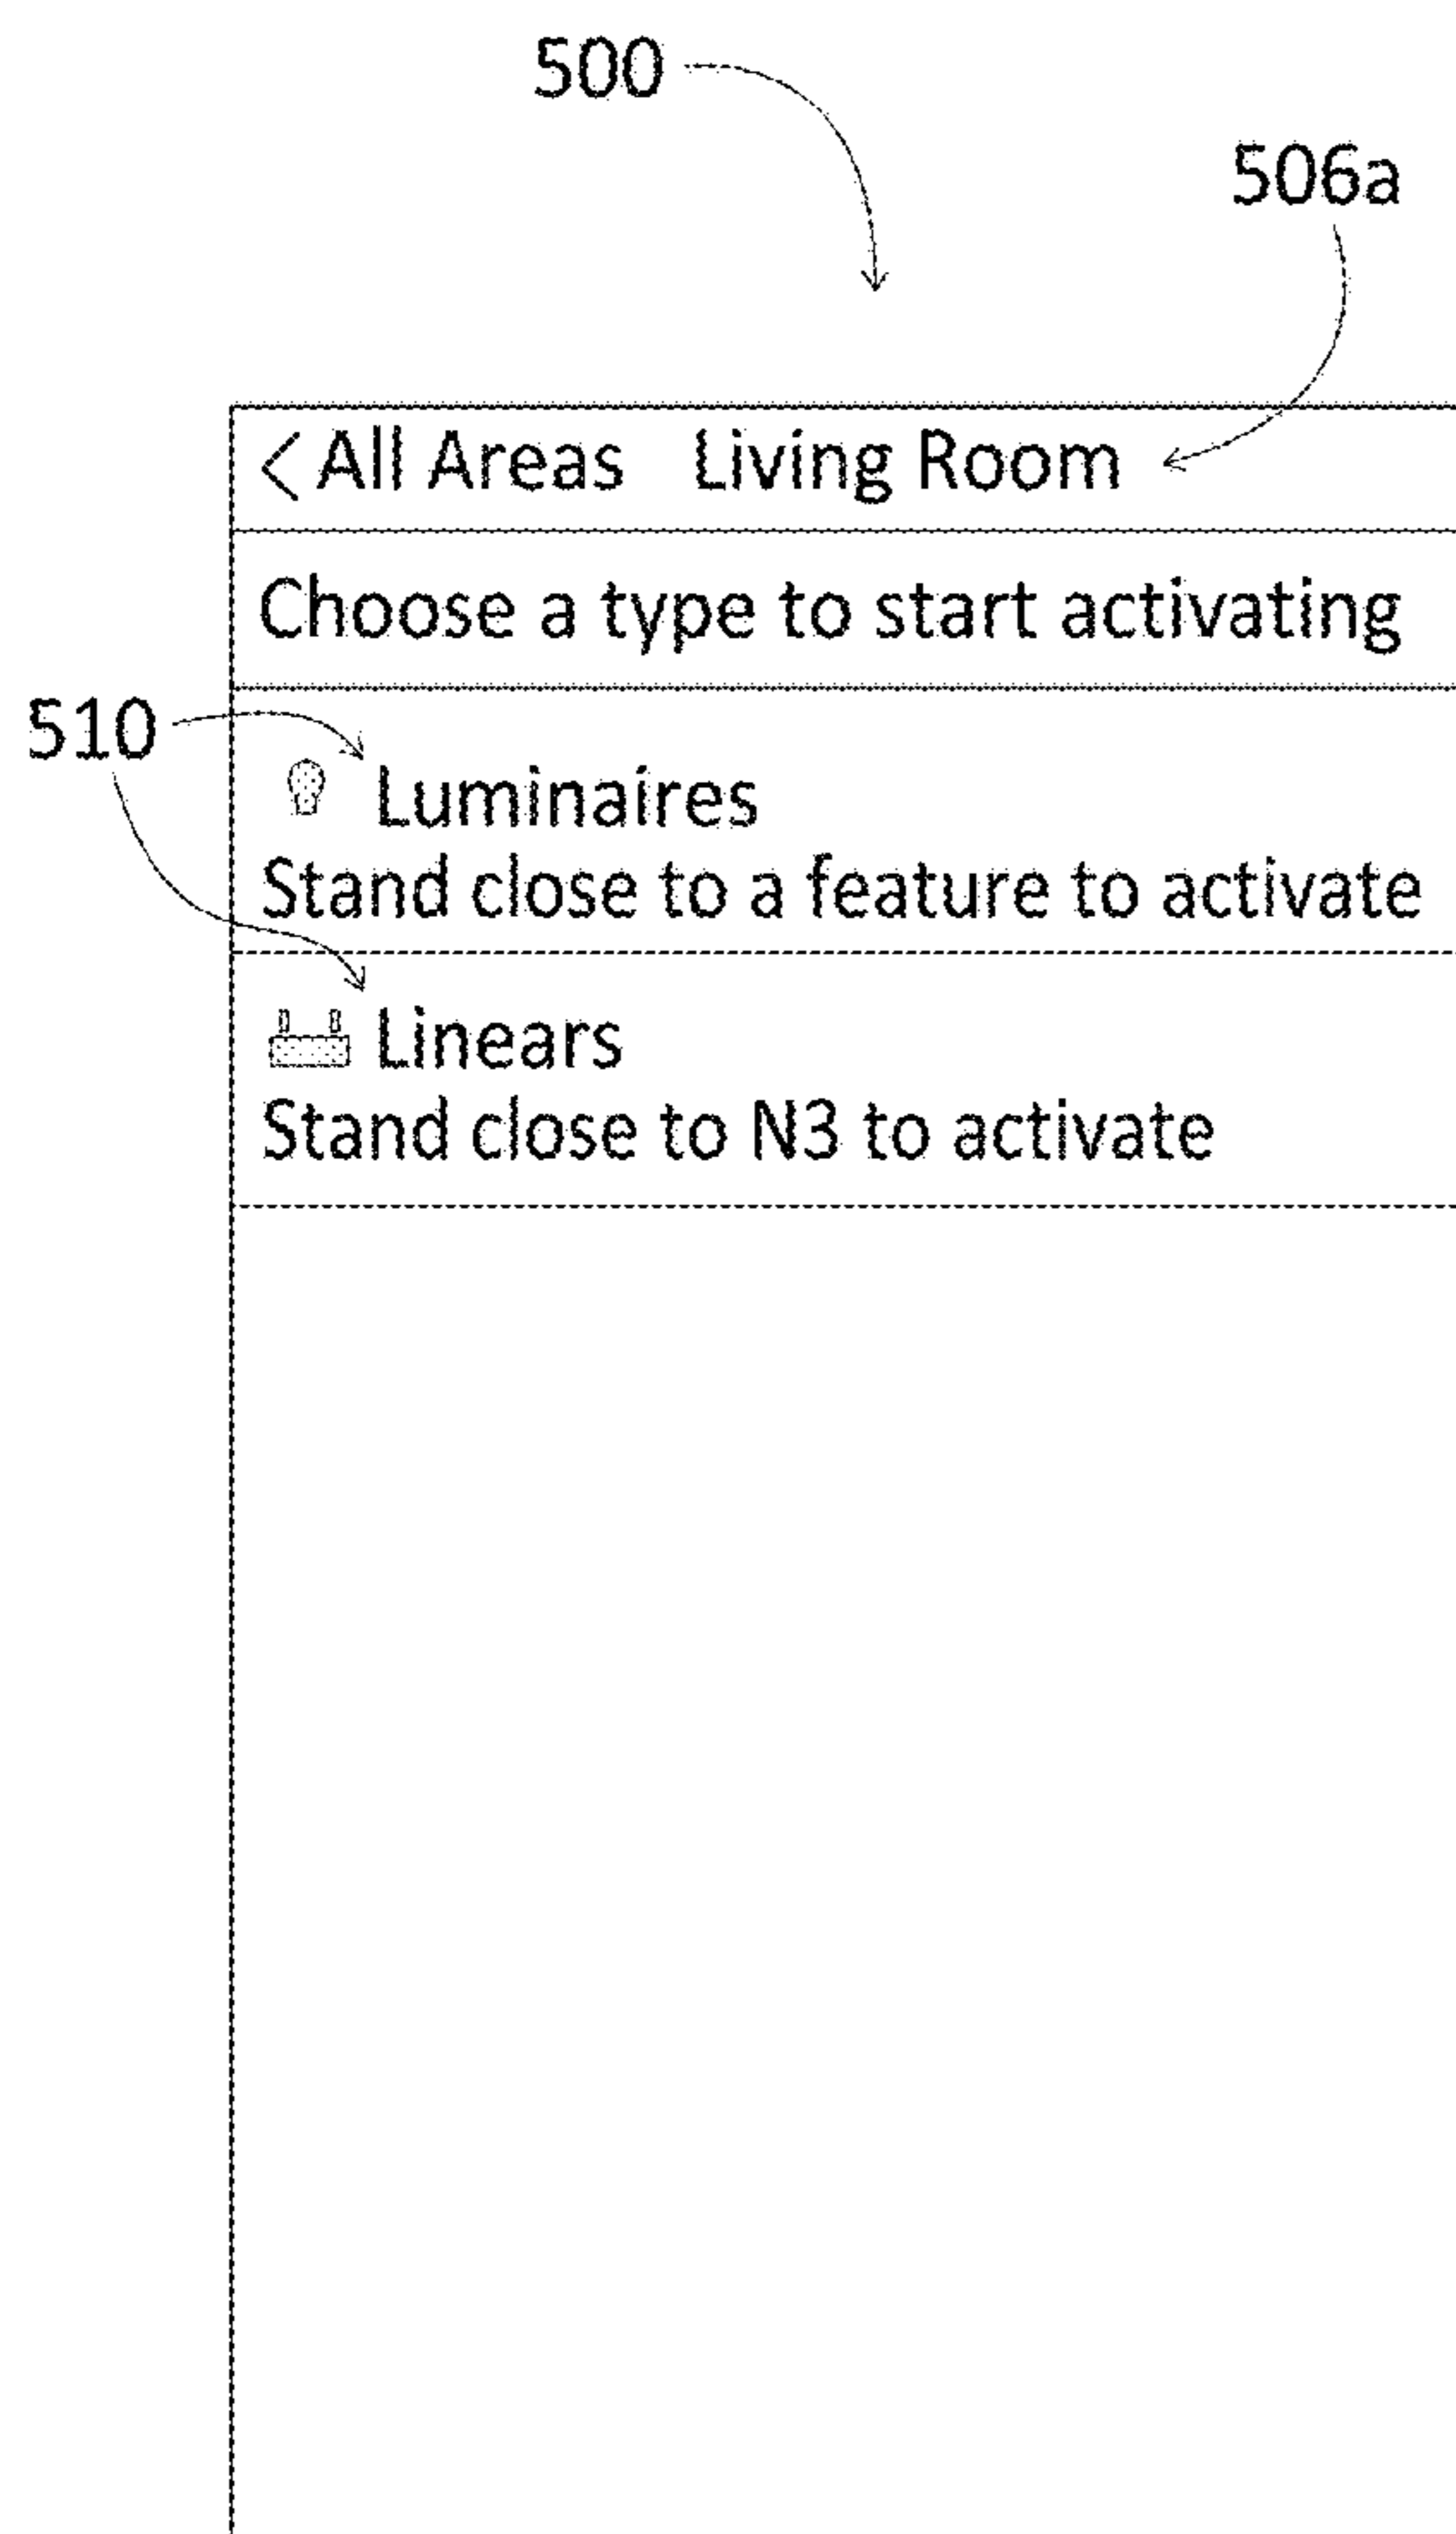 500
506a
< All Areas Living Room
Choose a type to start activating
510
Luminaires
Stand close to a feature to activate
Linears
Stand close to N3 to activate